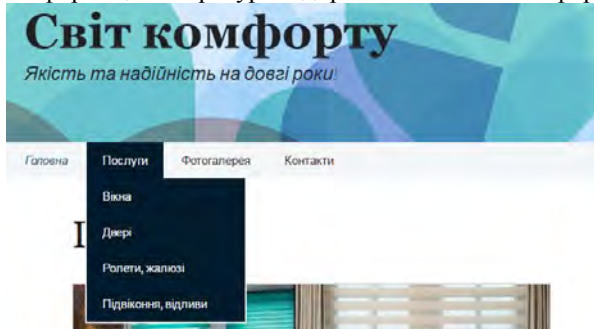 Світ комфорту
Якість та надійність на довгі роки!
Головна Послуги Фотогалерея Контакти
Вікна
Двері
Ролети, жалюзі
Підвіконня, відливи